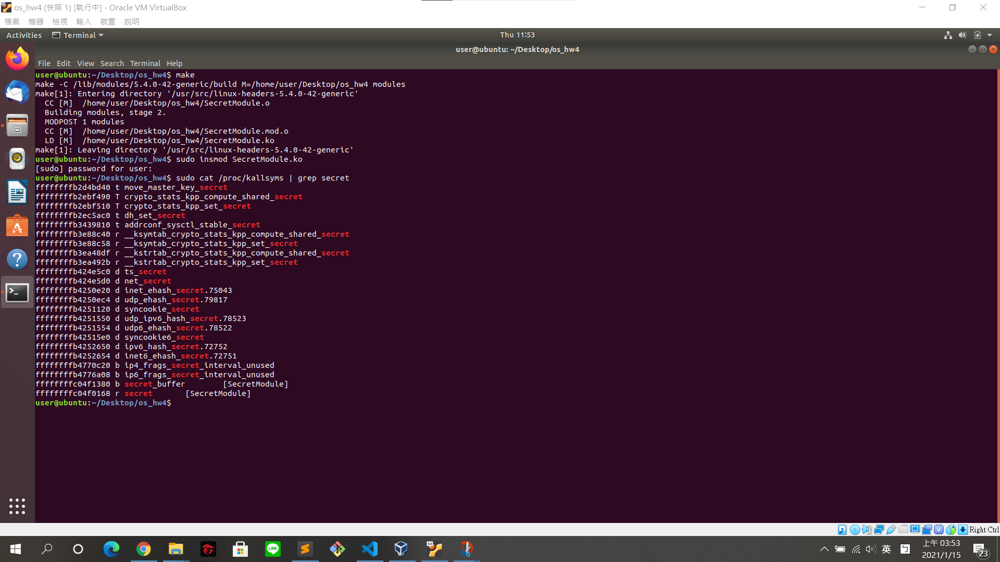 os_hw4 (快照 1) [執行中] - Oracle VM VirtualBox
檔案 機器 檢視 輸入 裝置 說明
Activities Terminal Thu 11:53
user@ubuntu: ~/Desktop/os_hw4
File Edit View Search Terminal Help
user@ubuntu:~/Desktop/os_hw4$ make
make -C /lib/modules/5.4.0-42-generic/build M=/home/user/Desktop/os_hw4 modules
make[1]: Entering directory '/usr/src/linux-headers-5.4.0-42-generic'
  CC [M]  /home/user/Desktop/os_hw4/SecretModule.o
  Building modules, stage 2.
  MODPOST 1 modules
  CC [M]  /home/user/Desktop/os_hw4/SecretModule.mod.o
  LD [M]  /home/user/Desktop/os_hw4/SecretModule.ko
make[1]: Leaving directory '/usr/src/linux-headers-5.4.0-42-generic'
user@ubuntu:~/Desktop/os_hw4$ sudo insmod SecretModule.ko
[sudo] password for user:
user@ubuntu:~/Desktop/os_hw4$ sudo cat /proc/kallsyms | grep secret
ffffffffb2d4bd40 t move_master_key_secret
ffffffffb2ebf490 T crypto_stats_kpp_compute_shared_secret
ffffffffb2ebf510 T crypto_stats_kpp_set_secret
ffffffffb2ec5ac0 t dh_set_secret
ffffffffb3439810 t addrconf_sysctl_stable_secret
ffffffffb3e88c40 r __ksymtab_crypto_stats_kpp_compute_shared_secret
ffffffffb3e88c58 r __ksymtab_crypto_stats_kpp_set_secret
ffffffffb3ea48df r __kstrtab_crypto_stats_kpp_compute_shared_secret
ffffffffb3ea492b r __kstrtab_crypto_stats_kpp_set_secret
ffffffffb424e5c0 d ts_secret
ffffffffb424e5d0 d net_secret
ffffffffb4250e20 d inet_ehash_secret.75043
ffffffffb4250ec4 d udp_ehash_secret.79817
ffffffffb4251120 d syncookie_secret
ffffffffb4251550 d udp_ipv6_hash_secret.78523
ffffffffb4251554 d udp6_ehash_secret.78522
ffffffffb42515e0 d syncookie6_secret
ffffffffb4252650 d ipv6_hash_secret.72752
ffffffffb4252654 d inet6_ehash_secret.72751
ffffffffb4770c20 b ip4_frags_secret_interval_unused
ffffffffb4776a08 b ip6_frags_secret_interval_unused
ffffffffc04f1380 b secret_buffer	[SecretModule]
ffffffffc04f0168 r secret	[SecretModule]
user@ubuntu:~/Desktop/os_hw4$
Right Ctrl
LINE
64
英
上午 03:53
2021/1/15
23